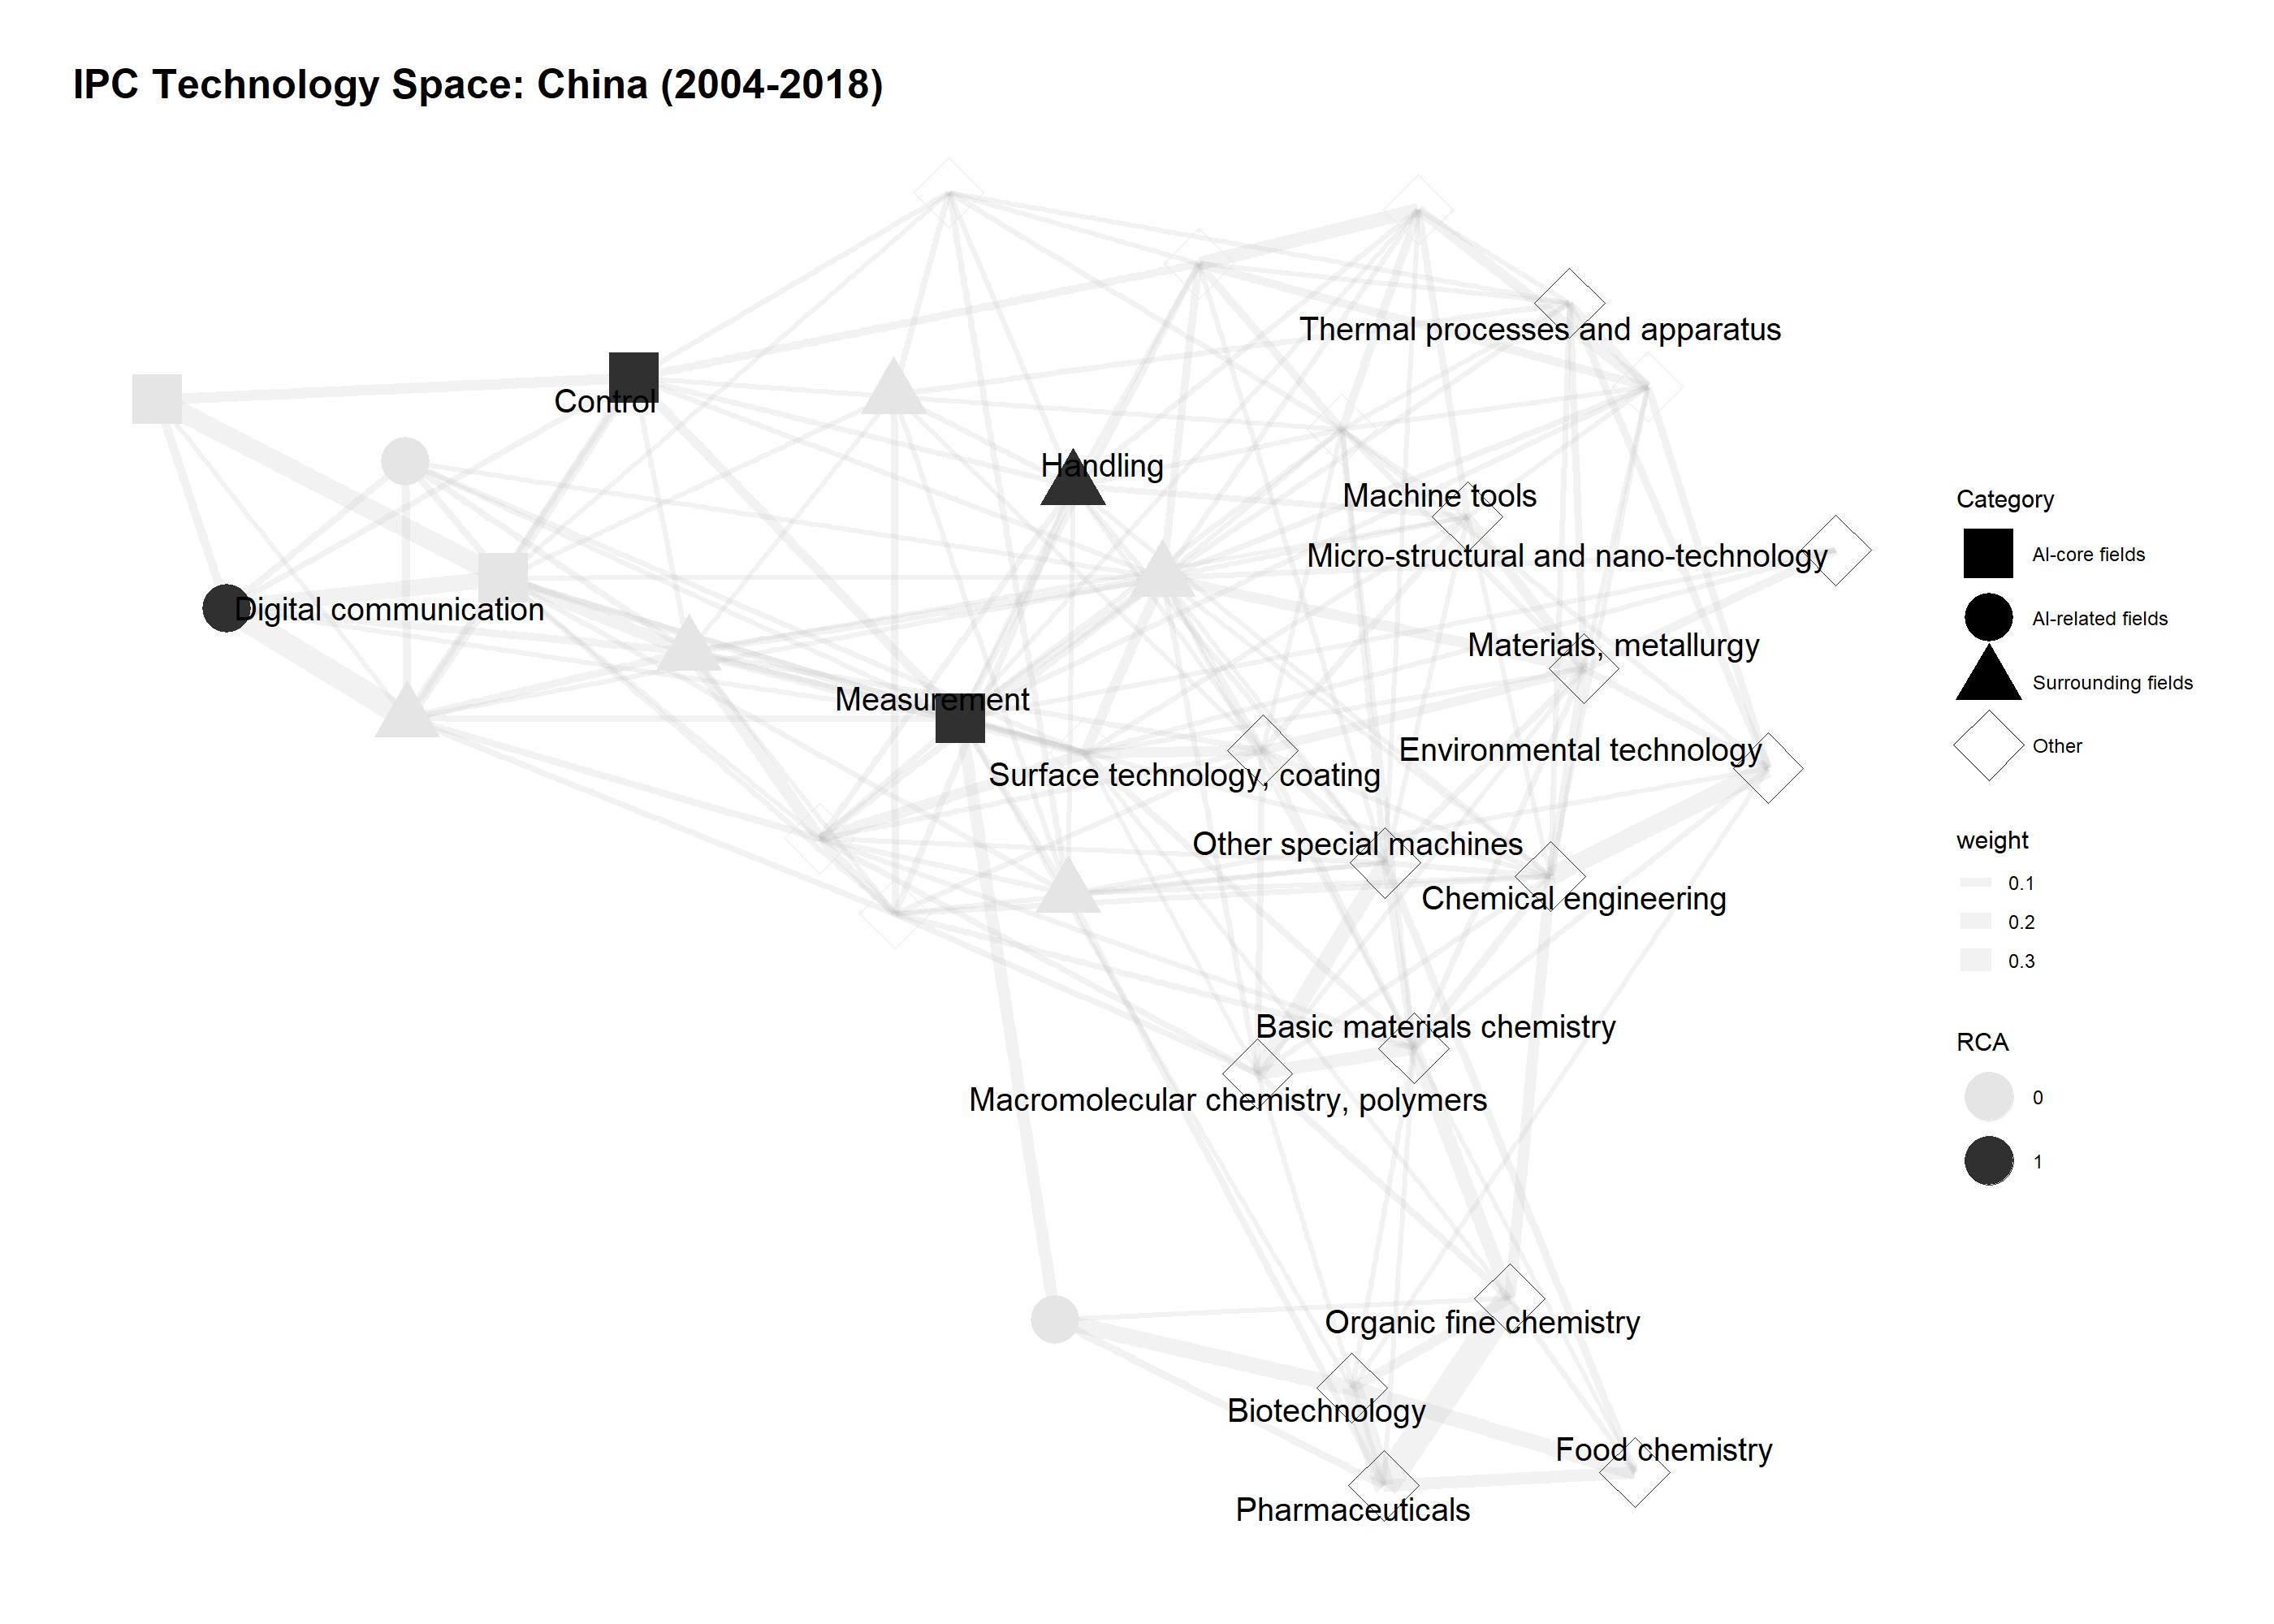 IPC Technology Space: China (2004-2018)
Thermal processes and apparatus
Control
Handling
Machine tools
Micro-structural and nano-technology
Digital communication
Materials, metallurgy
Measurement
Environmental technology
Surface technology, coating
Other special machines
Chemical engineering
Basic materials chemistry
Macromolecular chemistry, polymers
Organic fine chemistry
Biotechnology
Food chemistry
Pharmaceuticals
Category
AI-core fields
AI-related fields
Surrounding fields
Other
weight
0.1
0.2
0.3
RCA
0
1